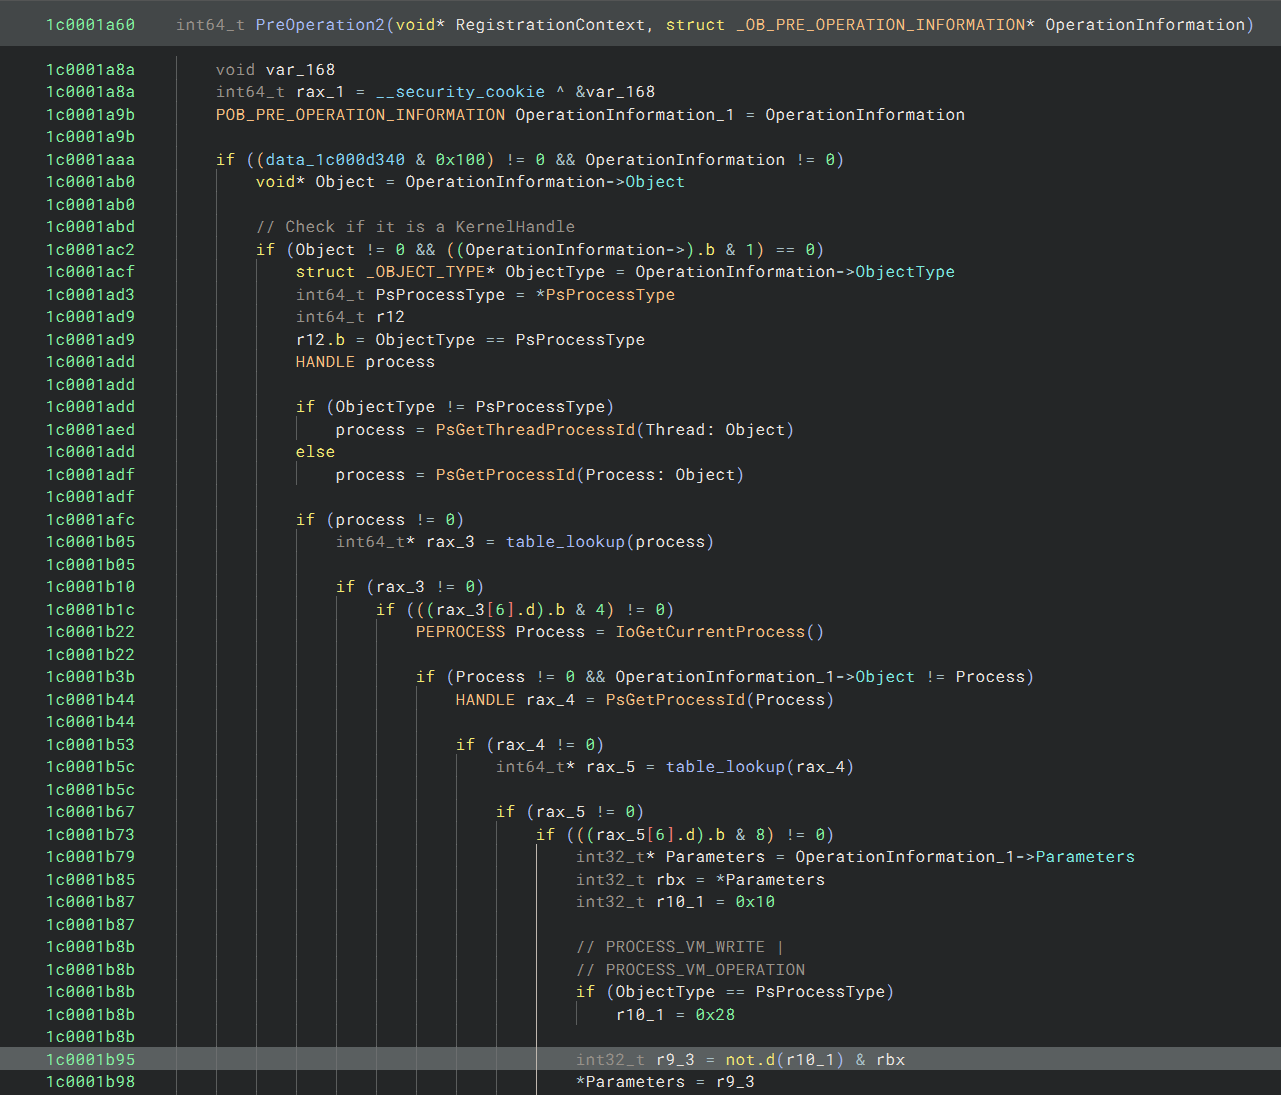 1c0001a60 int64_t PreOperation2(void* RegistrationContext, struct _OB_PRE_OPERATION_INFORMATION* OperationInformation)
1c0001a8a void var_168
1c0001a8a int64_t rax_1 = __security_cookie ^ &var_168
1c0001a9b POB_PRE_OPERATION_INFORMATION OperationInformation_1 = OperationInformation
1c0001a9b
1c0001aaa if ((data_1c000d340 & 0x100) != 0 && OperationInformation != 0)
1c0001ab0 void* Object = OperationInformation->Object
1c0001ab0
1c0001abd // Check if it is a KernelHandle
1c0001ac2 if (Object != 0 && ((OperationInformation->).b & 1) == 0)
1c0001acf struct _OBJECT_TYPE* ObjectType = OperationInformation->ObjectType
1c0001ad3 int64_t PsProcessType = *PsProcessType
1c0001ad9 int64_t r12
1c0001ad9 r12.b = ObjectType == PsProcessType
1c0001add HANDLE process
1c0001add
1c0001add if (ObjectType != PsProcessType)
1c0001aed process = PsGetThreadProcessId(Thread: Object)
1c0001add else
1c0001adf process = PsGetProcessId(Process: Object)
1c0001adf
1c0001afc if (process != 0)
1c0001b05 int64_t* rax_3 = table_lookup(process)
1c0001b05
1c0001b10 if (rax_3 != 0)
1c0001b1c if (((rax_3[6].d).b & 4) != 0)
1c0001b22 PEPROCESS Process = IoGetCurrentProcess()
1c0001b22
1c0001b3b if (Process != 0 && OperationInformation_1->Object != Process)
1c0001b44 HANDLE rax_4 = PsGetProcessId(Process)
1c0001b44
1c0001b53 if (rax_4 != 0)
1c0001b5c int64_t* rax_5 = table_lookup(rax_4)
1c0001b5c
1c0001b67 if (rax_5 != 0)
1c0001b73 if (((rax_5[6].d).b & 8) != 0)
1c0001b79 int32_t* Parameters = OperationInformation_1->Parameters
1c0001b85 int32_t rbx = *Parameters
1c0001b87 int32_t r10_1 = 0x10
1c0001b87
1c0001b8b // PROCESS_VM_WRITE |
1c0001b8b // PROCESS_VM_OPERATION
1c0001b8b if (ObjectType == PsProcessType)
1c0001b8b r10_1 = 0x28
1c0001b8b
1c0001b95 int32_t r9_3 = not.d(r10_1) & rbx
1c0001b98 *Parameters = r9_3